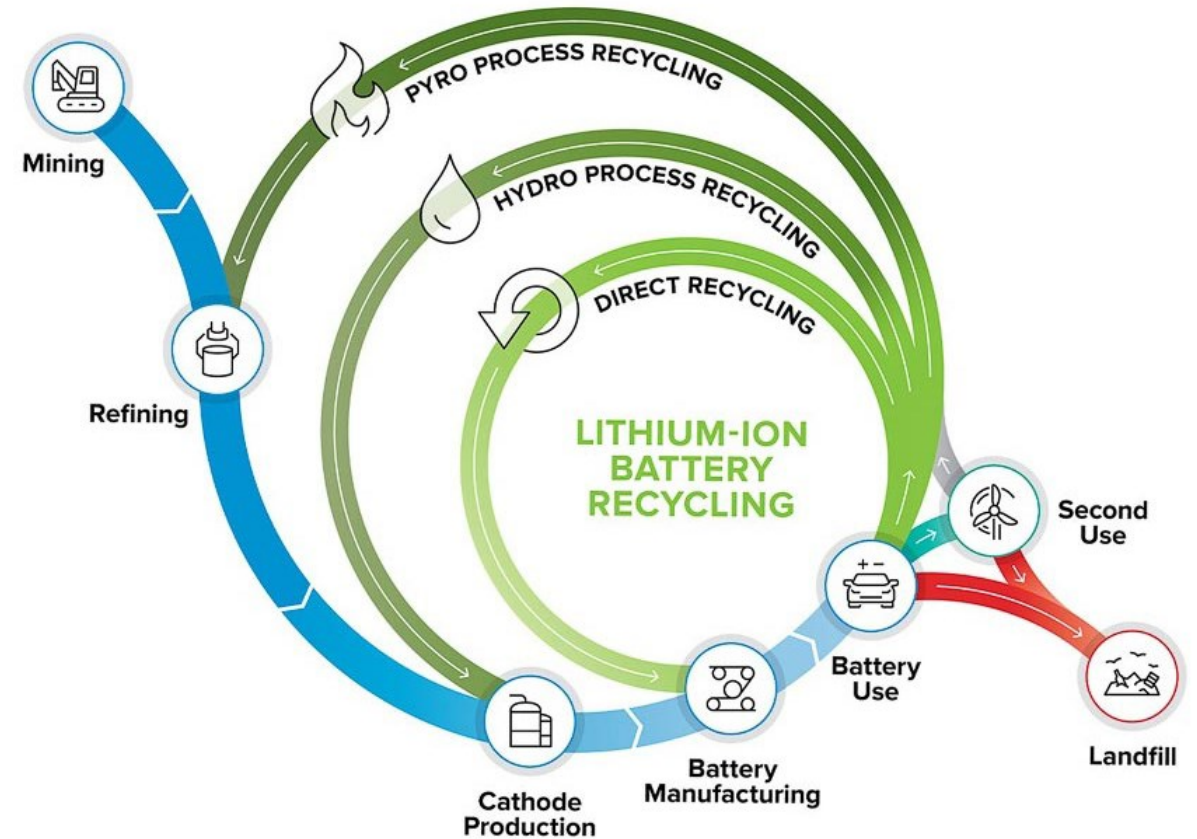 Mining
PYRO PROCESS RECYCLING
HYDRO PROCESS RECYCLING
DIRECT RECYCLING
Refining
LITHIUM-ION
BATTERY
RECYCLING
Second
Use
+ -
Battery
Use
Landfill
Battery
Manufacturing
Cathode
Production